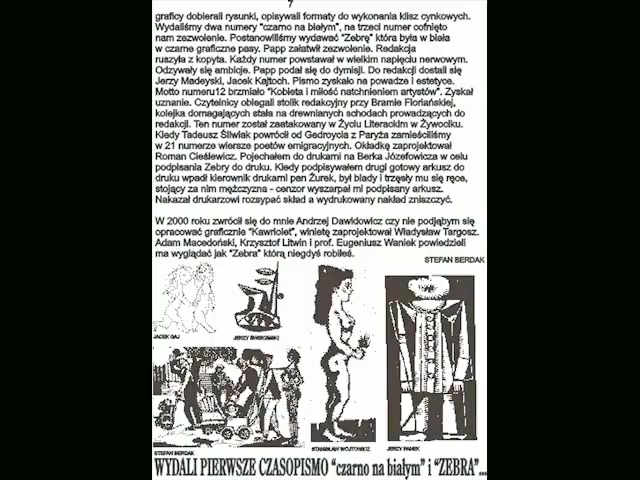 7
graficy dobierali rysunki, opisywali formaty do wykonania klisz cynkowych.
Wydaliśmy dwa numery "czarno na białym", na trzeci numer cofnięto
nam zezwolenie. Postanowiliśmy wydawać "Zebrę" która była w biała
w czarne graficzne pasy. Papp załatwił zezwolenie. Redakcja
ruszyła z kopyta. Każdy numer powstawał w wielkim napięciu nerwowym.
Odzywały się ambicje. Papp podał się do dymisji. Do redakcji dostali się
Jerzy Madeyski, Jacek Kajtoch. Pismo zyskało na powadze i estetyce.
Motto numeru12 brzmiało "Kobieta i miłość natchnieniem artystów". Zyskał
uznanie. Czytelnicy oblegali stolik redakcyjny przy Bramie Floriańskiej,
kolejka domagających stała na drewnianych schodach prowadzących do
redakcji. Ten numer został zaatakowany w Życiu Literackim w Żywociku.
Kiedy Tadeusz Śliwiak powrócił od Gedroycia z Paryża zamieściliśmy
w 21 numerze wiersze poetów emigracyjnych. Okładkę zaprojektował
Roman Cieślewicz. Pojechałem do drukarni na Berka Józefowicza w celu
podpisania Zebry do druku. Kiedy podpisywałem drugi gotowy arkusz do
druku wpadł kierownik drukarni pan Żurek, był blady i trzęsły mu się ręce,
stojący za nim mężczyzna - cenzor wyszarpał mi podpisany arkusz.
Nakazał drukarzowi rozsypać skład a wydrukowany nakład zniszczyć.
W 2000 roku zwrócił się do mnie Andrzej Dawidowicz czy nie podjąbym się
opracować graficznie "Kawriolet", winietę zaprojektował Władysław Targosz.
Adam Macedoński, Krzysztof Litwin i prof. Eugeniusz Waniek powiedzieli
ma wyglądać jak "Zebra" którą niegdyś robiłeś.
STEFAN BERDAK
JACEK GAJ
JERZY
STEFAN BERDAK
STANISŁAW WÓJTOWICZ
JERZY PANEK
WYDALI PIERWSZE CZASOPISMO "czarno na białym" i "ZEBRA"...